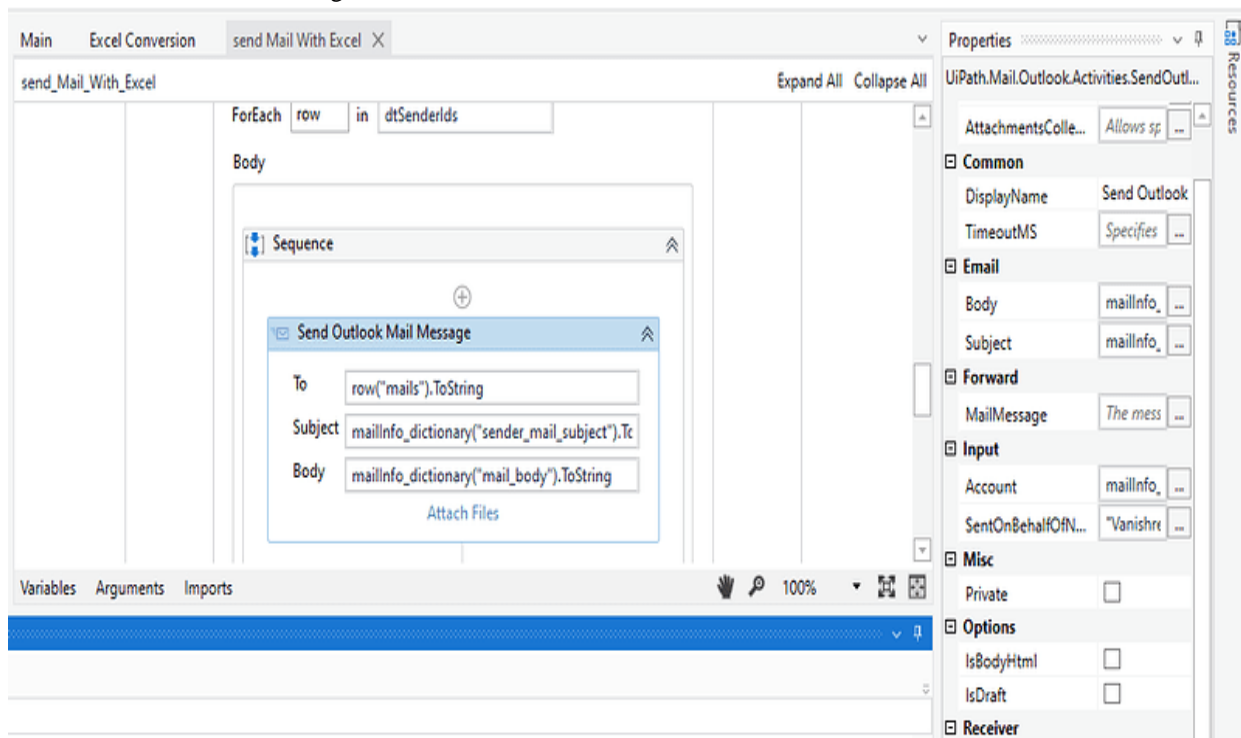 Main Excel Conversion send Mail With Excel
send_Mail_With_Excel Expand All Collapse All
ForEach row in dtSenderIds
Body
Sequence
Send Outlook Mail Message
To row("mails").ToString
Subject mailInfo_dictionary("sender_mail_subject").Tc
Body mailInfo_dictionary("mail_body").ToString
Attach Files
Variables Arguments Imports 100%
Properties
UiPath.Mail.Outlook.Activities.SendOutl...
AttachmentsColle... Allows sp ...
Common
DisplayName Send Outlook
TimeoutMS Specifies ...
Email
Body mailInfo_ ...
Subject mailInfo_ ...
Forward
MailMessage The mess ...
Input
Account mailInfo_ ...
SentOnBehalfOfN... "Vanishre ...
Misc
Private
Options
IsBodyHtml
IsDraft
Receiver
Resources